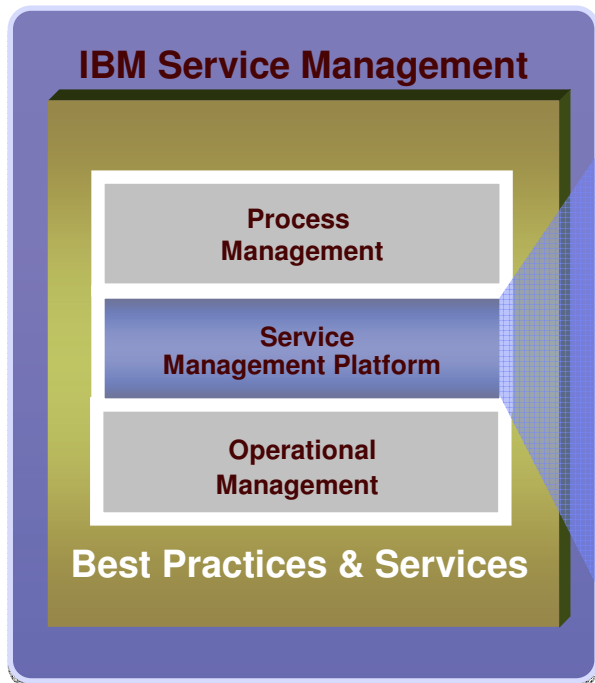 IBM Service Management
Process
Management
Service
Management Platform
Operational
Management
Best Practices & Services